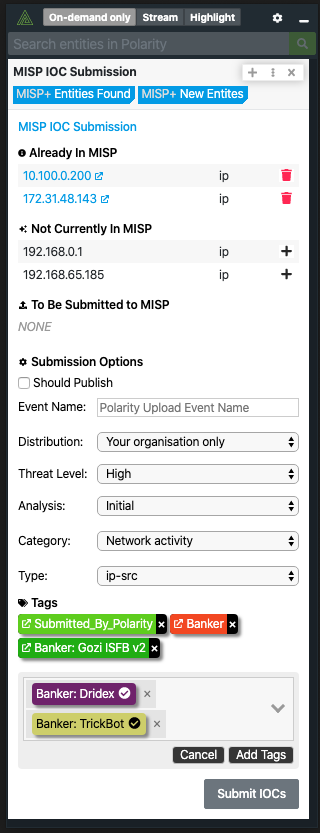 On-demand only Stream Highlight
Search entities in Polarity
MISP IOC Submission
MISP+ Entities Found MISP+ New Entites
MISP IOC Submission
Already In MISP
10.100.0.200 ip
172.31.48.143 ip
Not Currently In MISP
192.168.0.1 ip
192.168.65.185 ip
To Be Submitted to MISP
NONE
Submission Options
Should Publish
Event Name: Polarity Upload Event Name
Distribution: Your organisation only
Threat Level: High
Analysis: Initial
Category: Network activity
Type: ip-src
Tags
Submitted_By_Polarity × Banker ×
Banker: Gozi ISFB v2 ×
Banker: Dridex ×
Banker: TrickBot ×
Cancel Add Tags
Submit IOCs